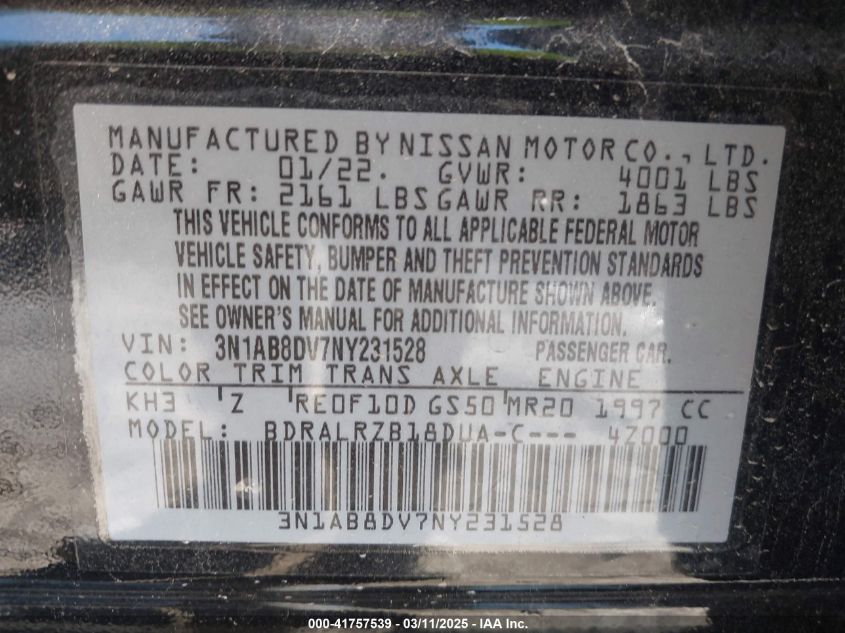 MANUFACTURED BY NISSAN MOTOR CO., LTD.
DATE: 01/22. GVWR: 4001 LBS
GAWR FR: 2161 LBS GAWR RR: 1863 LBS
THIS VEHICLE CONFORMS TO ALL APPLICABLE FEDERAL MOTOR
VEHICLE SAFETY, BUMPER AND THEFT PREVENTION STANDARDS
IN EFFECT ON THE DATE OF MANUFACTURE SHOWN ABOVE.
SEE OWNER'S MANUAL FOR ADDITIONAL INFORMATION.
VIN: 3N1AB8DV7NY231528 PASSENGER CAR.
COLOR TRIM TRANS AXLE ENGINE
KH3 'Z 'RE0F10D GS50 'MR20 1997 CC
MODEL: BDRALRZB18DUA-C--- 4Z000
3N1AB8DV7NY231528
000-41757539 - 03/11/2025 - IAA Inc.